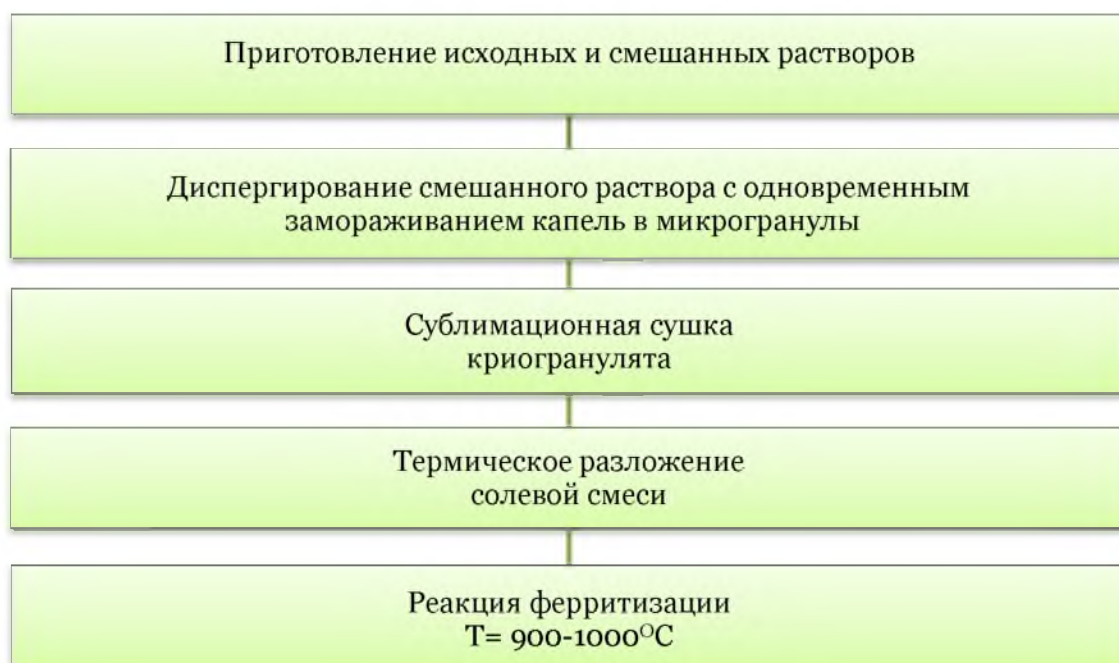 Приготовление исходных и смешанных растворов
Диспергирование смешанного раствора с одновременным
замораживанием капель в микрогранулы
Сублимационная сушка
криогранулята
Термическое разложение
солевой смеси
Реакция ферритизации
T= 900-1000⁰C